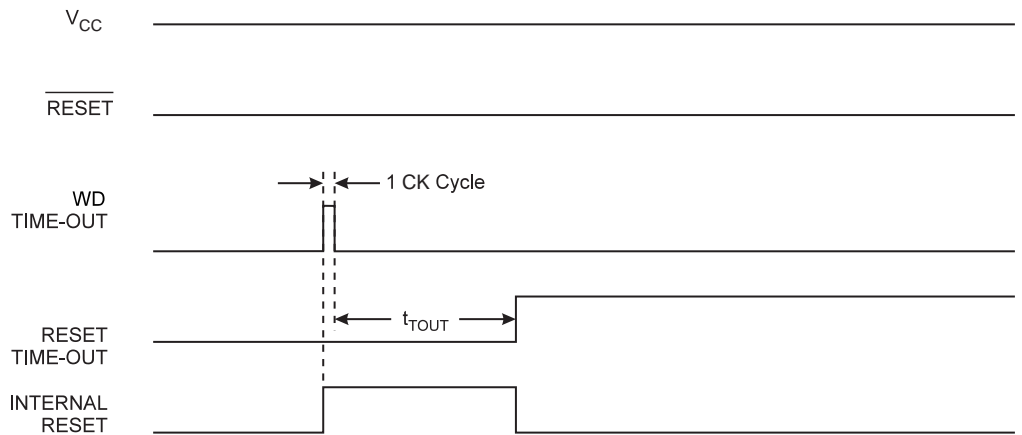 VCC
RESET
1 CK Cycle
WD
TIME-OUT
tTOUT
RESET
TIME-OUT
INTERNAL
RESET